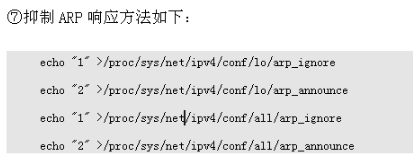 ⑦抑制 ARP 响应方法如下：
echo "1" >/proc/sys/net/ipv4/conf/lo/arp_ignore
echo "2" >/proc/sys/net/ipv4/conf/lo/arp_announce
echo "1" >/proc/sys/net/ipv4/conf/all/arp_ignore
echo "2" >/proc/sys/net/ipv4/conf/all/arp_announce